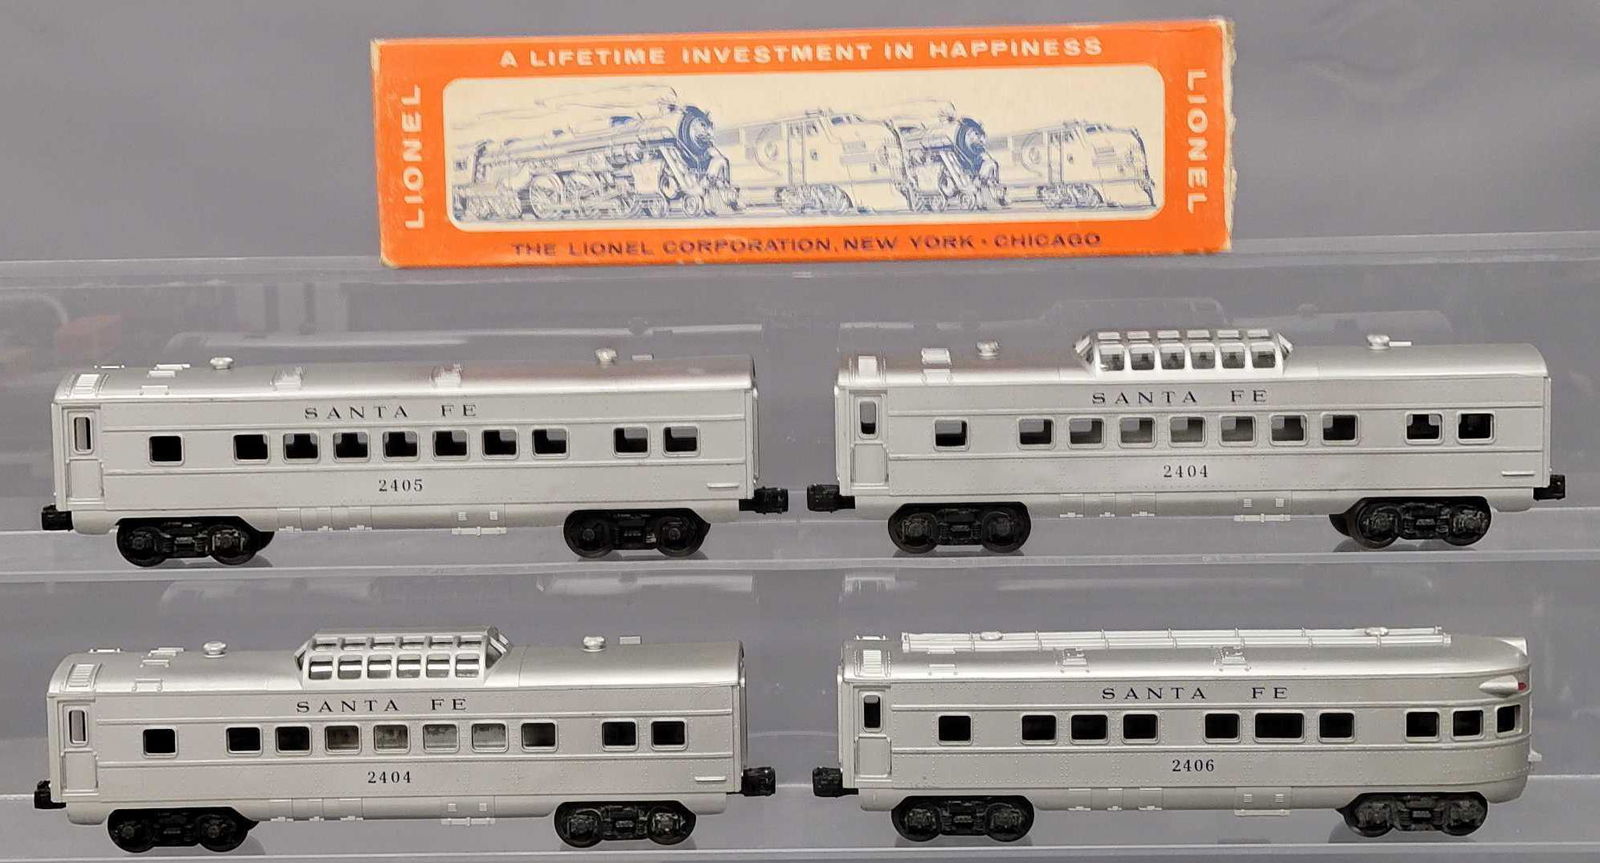 A LIFETIME INVESTMENT IN HAPPINESS
LIONEL
LIONEL
THE LIONEL CORPORATION, NEW YORK • CHICAGO
SANTA FE
2405
SANTA FE
2404
SANTA FE
2404
SANTA FE
2406